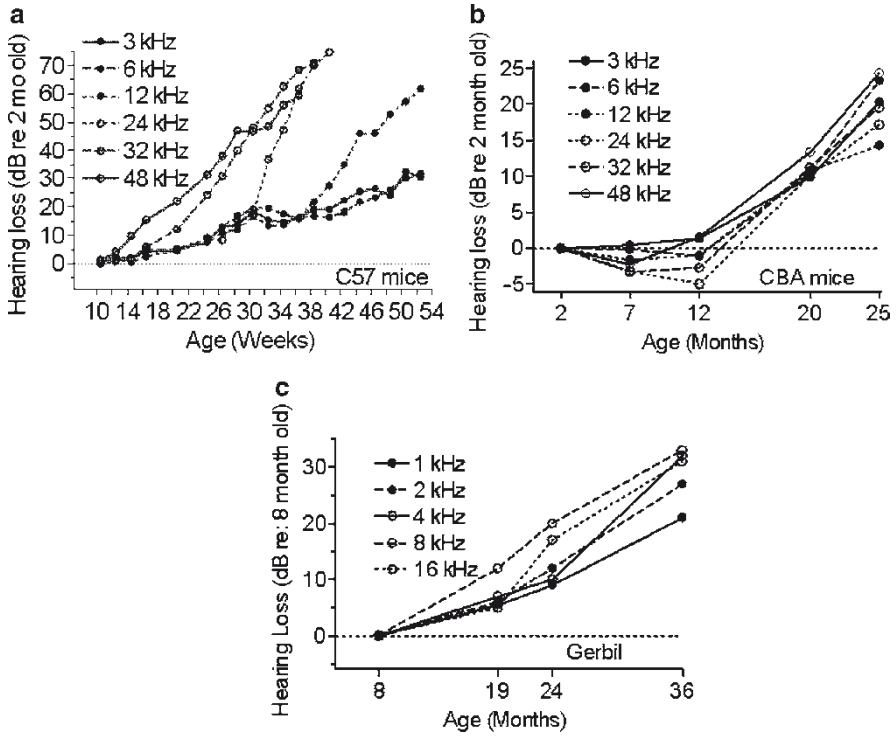 a
Hearing loss (dB re 2 mo old)
70
60
50
40
30
20
10
0
3 kHz
6 kHz
12 kHz
24 kHz
32 kHz
48 kHz
C57 mice
10 14 18 22 26 30 34 38 42 46 50 54
Age (Weeks)
b
Hearing loss (dB re 2 month old)
25
20
15
10
5
0
-5
3 kHz
6 kHz
12 kHz
24 kHz
32 kHz
48 kHz
CBA mice
2 7 12 20 25
Age (Months)
c
Hearing Loss (dB re: 8 month old)
30
20
10
0
1 kHz
2 kHz
4 kHz
8 kHz
16 kHz
Gerbil
8 19 24 36
Age (Months)